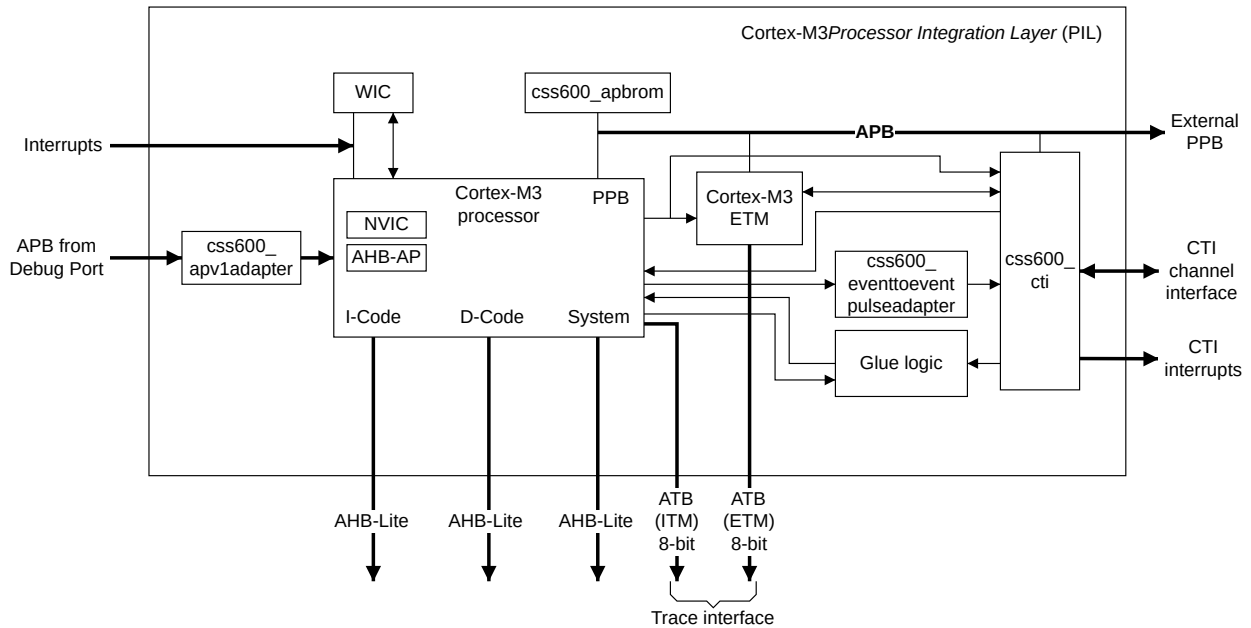 Cortex-M3Processor Integration Layer (PIL)
WIC
css600_apbrom
Interrupts
APB
External
PPB
Cortex-M3
processor
PPB
NVIC
AHB-AP
I-Code
D-Code
System
Cortex-M3
ETM
APB from
Debug Port
css600_
apv1adapter
css600_
eventtoevent
pulseadapter
css600_
cti
CTI
channel
interface
Glue logic
CTI
interrupts
AHB-Lite
AHB-Lite
AHB-Lite
ATB
(ITM)
8-bit
ATB
(ETM)
8-bit
Trace interface